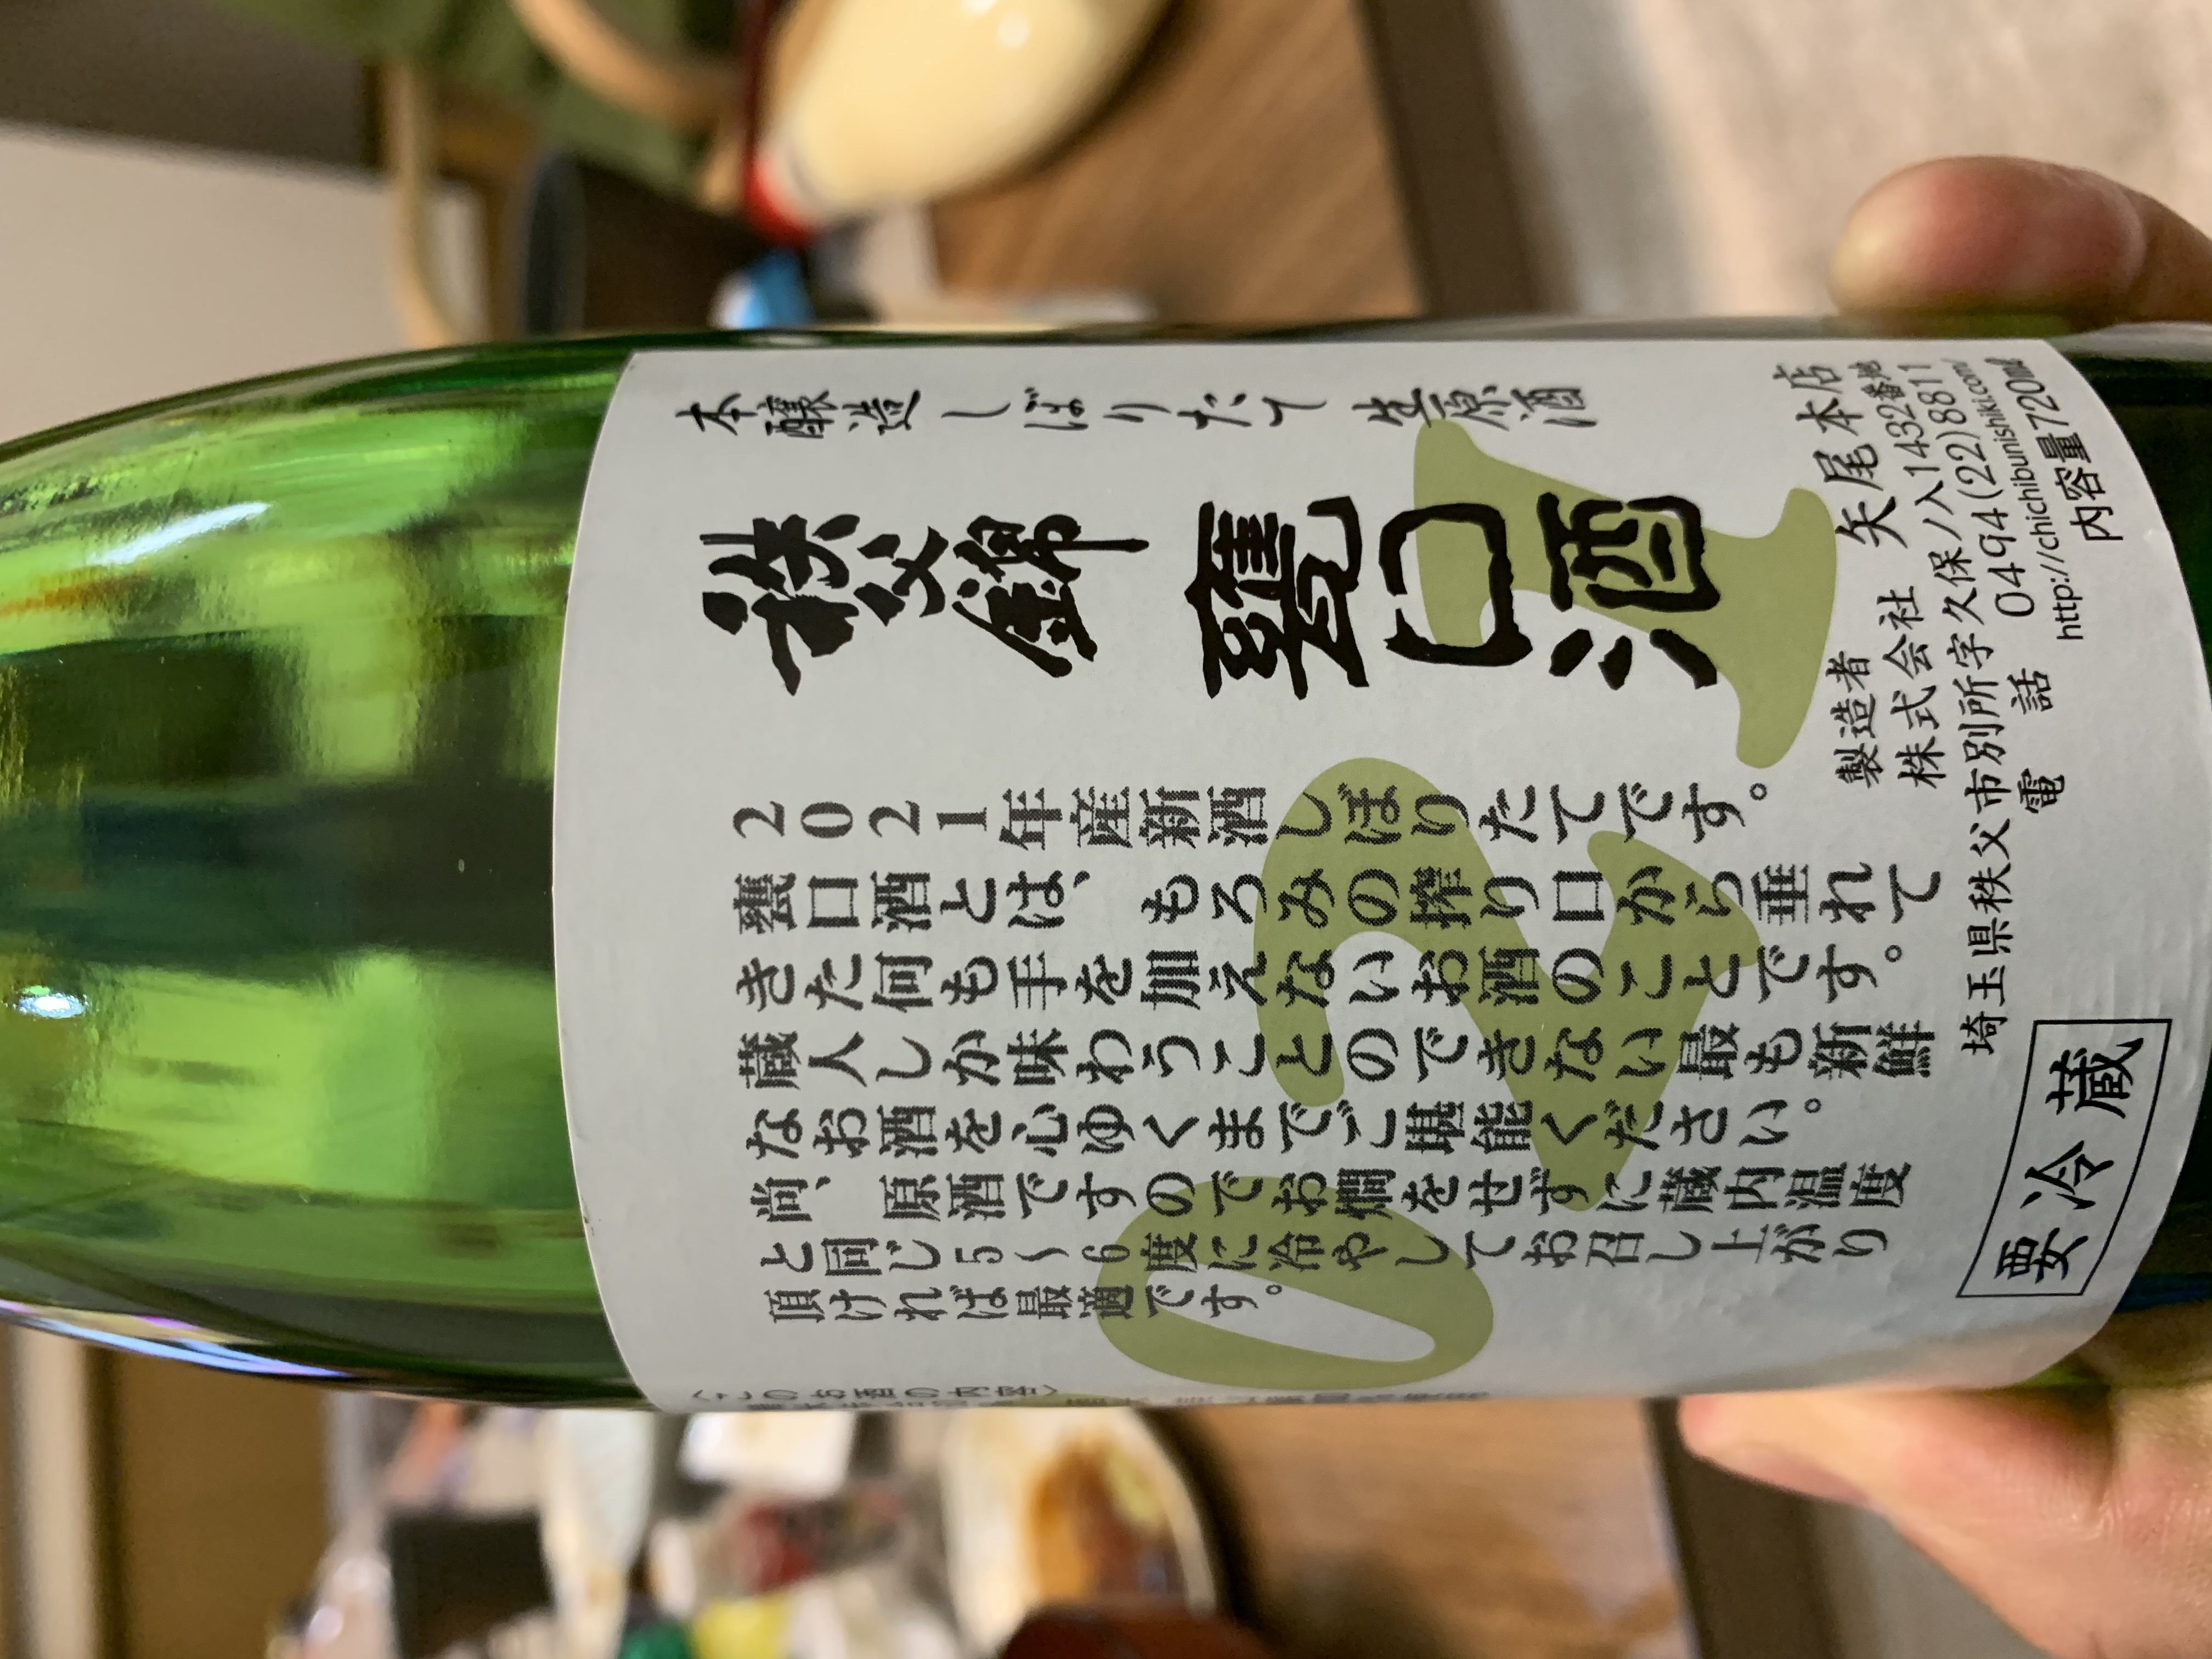 本醸造しぼりたて生原酒
秩父錦 甕口酒
2021年産新酒しぼりたてです。
甕口酒とは、もろみの搾り口から垂れて
きた何も手を加えないお酒のことです。
蔵人しか味わうことのできない最も新鮮
なお酒を心ゆくまでご堪能ください。
尚、原酒ですのでお燗をせずに蔵内温度
と同じ5～6度に冷やしてお召し上がり
頂ければ最適です。
〈このお酒の内容〉
製造者
株式会社 矢尾本店
埼玉県秩父市別所字久保ノ入1432番地
電話 0494(22)8811
http://chichibunishiki.com/
内容量720ml
要冷蔵
021